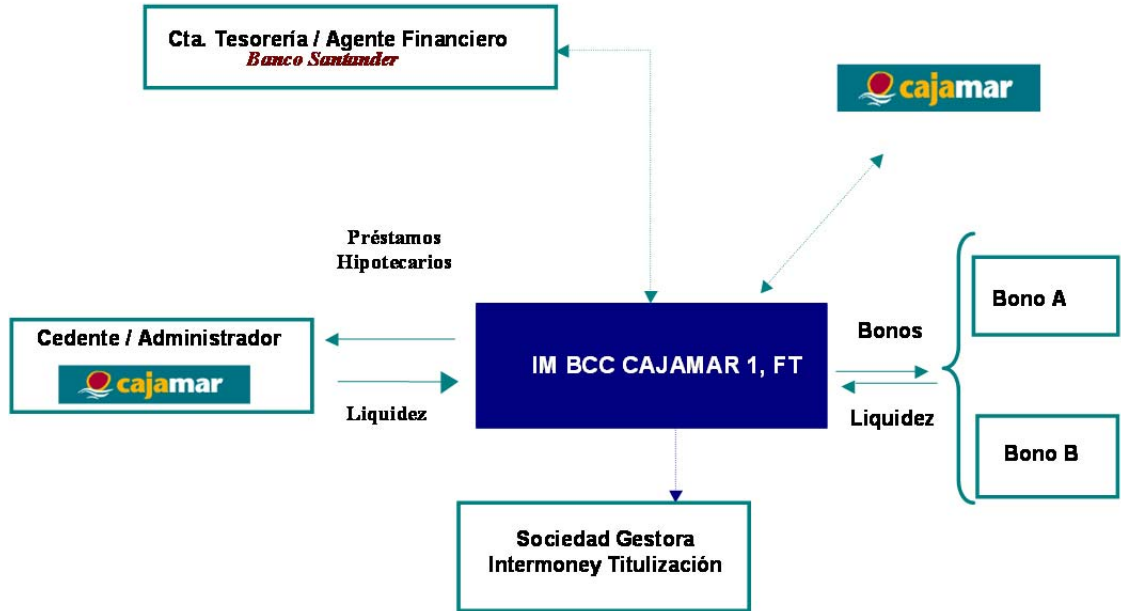 Cta. Tesorería / Agente Financiero
Banco Santander
cajamar
Préstamos
Hipotecarios
Cedente / Administrador
cajamar
Liquidez
IM BCC CAJAMAR 1, FT
Bonos
Liquidez
Bono A
Bono B
Sociedad Gestora
Intermoney Titulización